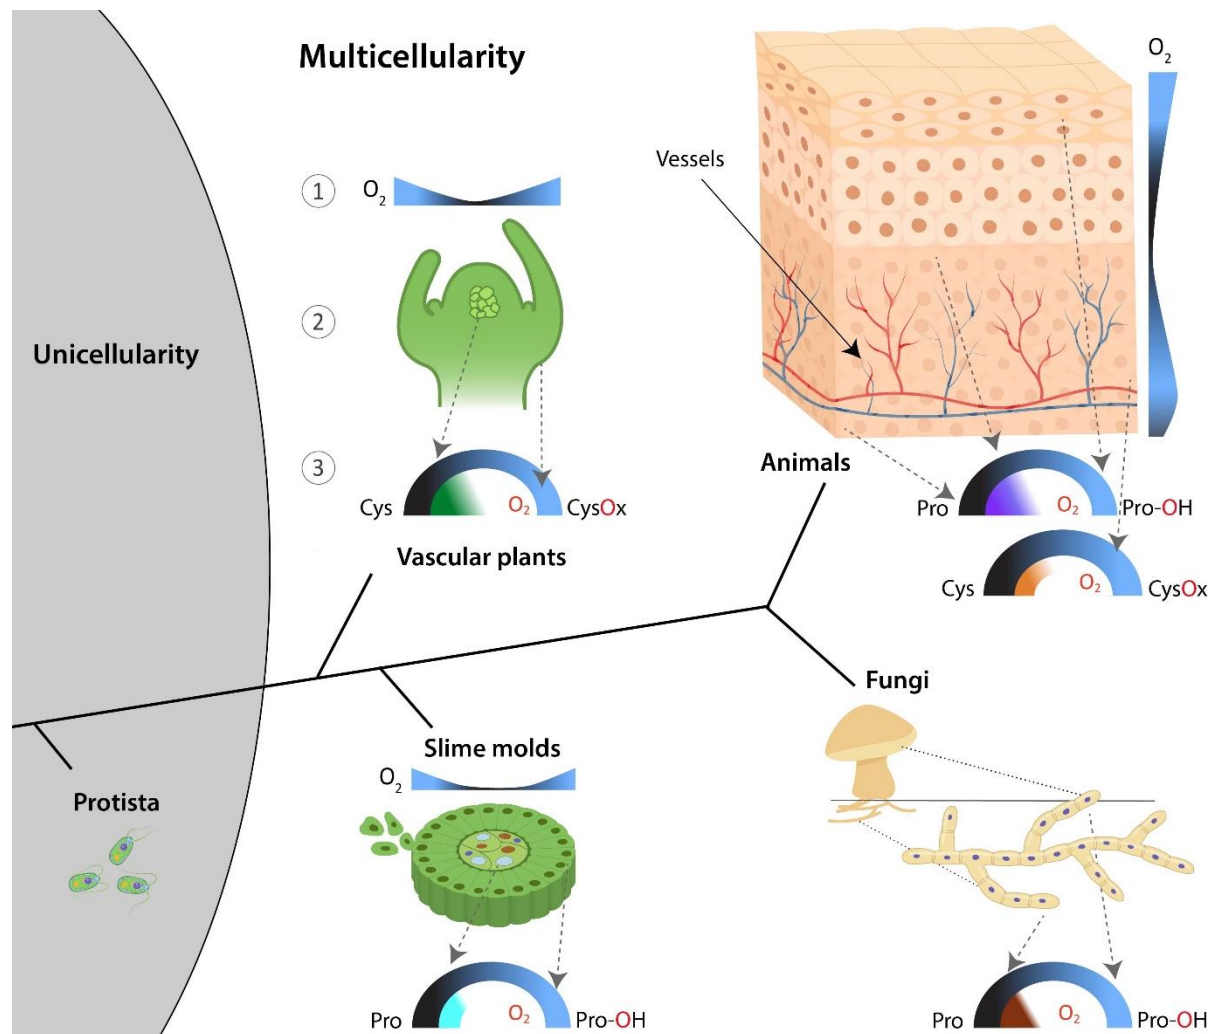 Multicellularity
O₂
Vessels
1
O₂
2
Unicellularity
3
Animals
Cys
O₂
CysOx
Pro
O₂
Pro-OH
Vascular plants
Cys
O₂
CysOx
Fungi
Slime molds
O₂
Protista
Pro
O₂
Pro-OH
Pro
O₂
Pro-OH